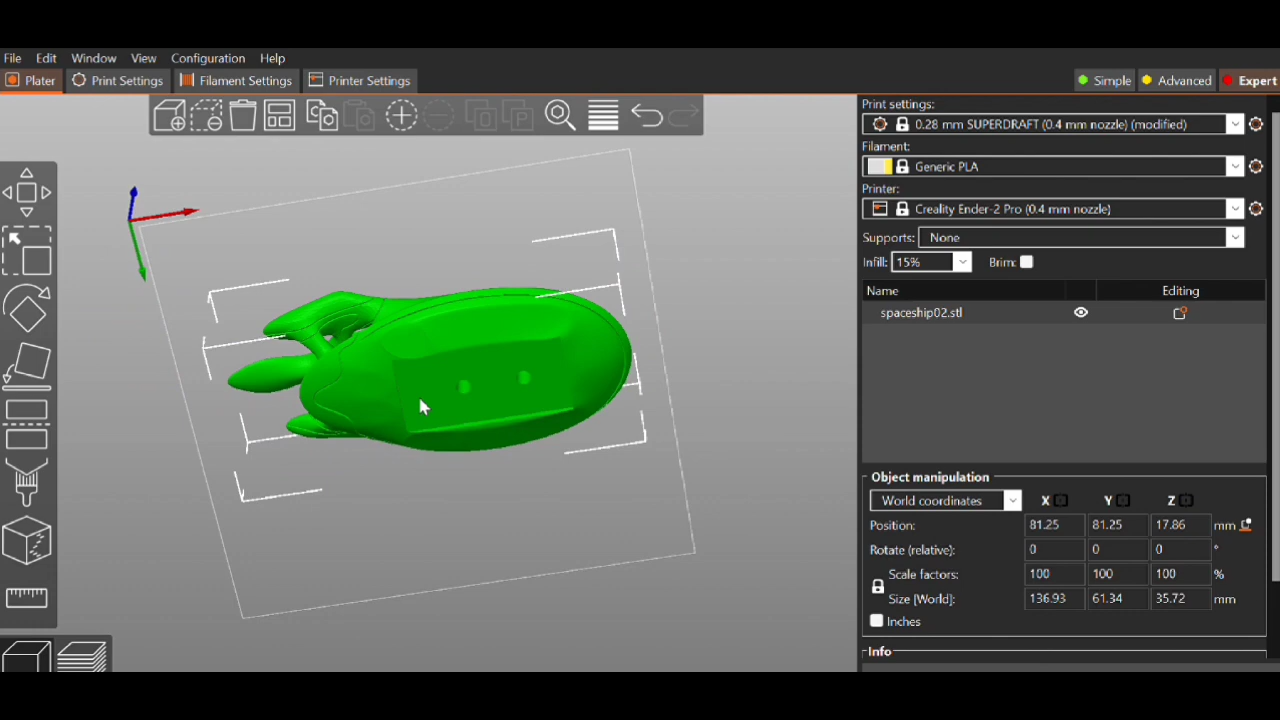 File Edit Window View Configuration Help
Plater Print Settings Filament Settings Printer Settings Simple Advanced Expert
Print settings:
0.28 mm SUPERDRAFT (0.4 mm nozzle) (modified)
Filament:
Generic PLA
Printer:
Creality Ender-2 Pro (0.4 mm nozzle)
Supports: None
Infill: 15% Brim:
Name Editing
spaceship02.stl
Object manipulation
World coordinates X Y Z
Position: 81.25 81.25 17.86 mm
Rotate (relative): 0 0 0 °
Scale factors: 100 100 100 %
Size [World]: 136.93 61.34 35.72 mm
Inches
Info